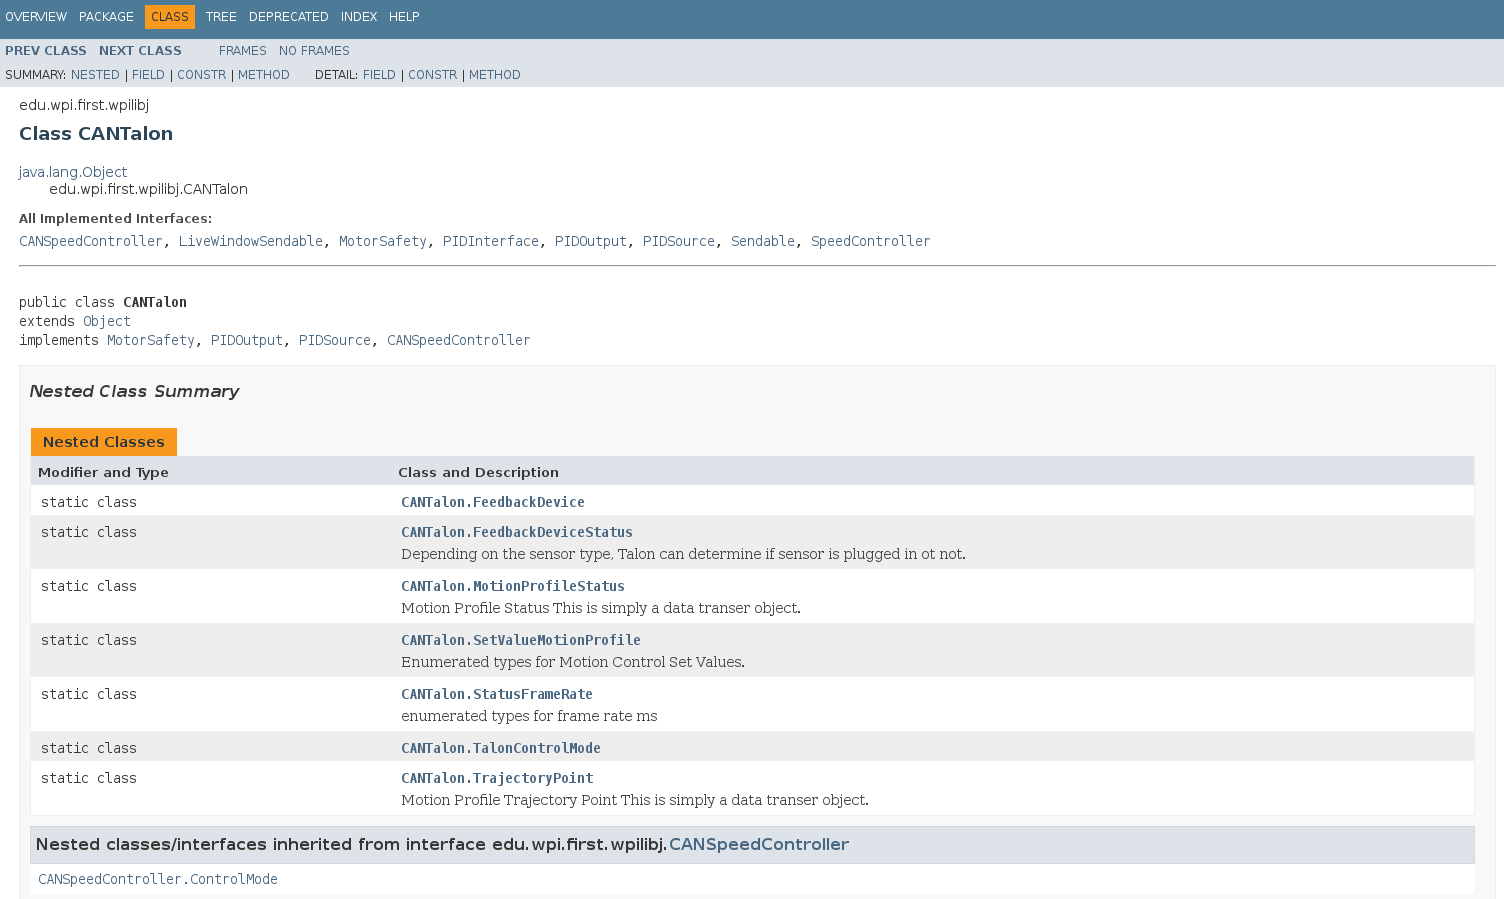 OVERVIEW PACKAGE CLASS TREE DEPRECATED INDEX HELP
PREV CLASS NEXT CLASS FRAMES NO FRAMES
SUMMARY: NESTED | FIELD | CONSTR | METHOD DETAIL: FIELD | CONSTR | METHOD
edu.wpi.first.wpilibj
Class CANTalon
java.lang.Object
edu.wpi.first.wpilibj.CANTalon
All Implemented Interfaces:
CANSpeedController, LiveWindowSendable, MotorSafety, PIDInterface, PIDOutput, PIDSource, Sendable, SpeedController
public class CANTalon
extends Object
implements MotorSafety, PIDOutput, PIDSource, CANSpeedController
Nested Class Summary
Nested Classes
Modifier and Type Class and Description
static class CANTalon.FeedbackDevice
static class CANTalon.FeedbackDeviceStatus
Depending on the sensor type, Talon can determine if sensor is plugged in ot not.
static class CANTalon.MotionProfileStatus
Motion Profile Status This is simply a data transer object.
static class CANTalon.SetValueMotionProfile
Enumerated types for Motion Control Set Values.
static class CANTalon.StatusFrameRate
enumerated types for frame rate ms
static class CANTalon.TalonControlMode
static class CANTalon.TrajectoryPoint
Motion Profile Trajectory Point This is simply a data transer object.
Nested classes/interfaces inherited from interface edu.wpi.first.wpilibj.CANSpeedController
CANSpeedController.ControlMode